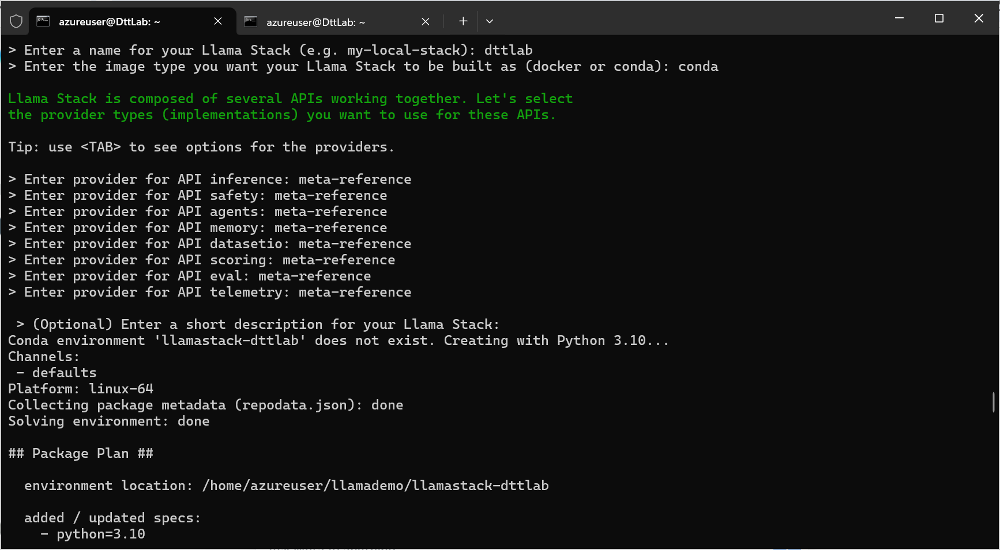 azureuser@DttLab: ~
azureuser@DttLab: ~
> Enter a name for your Llama Stack (e.g. my-local-stack): dttlab
> Enter the image type you want your Llama Stack to be built as (docker or conda): conda
Llama Stack is composed of several APIs working together. Let's select
the provider types (implementations) you want to use for these APIs.
Tip: use <TAB> to see options for the providers.
> Enter provider for API inference: meta-reference
> Enter provider for API safety: meta-reference
> Enter provider for API agents: meta-reference
> Enter provider for API memory: meta-reference
> Enter provider for API datasetio: meta-reference
> Enter provider for API scoring: meta-reference
> Enter provider for API eval: meta-reference
> Enter provider for API telemetry: meta-reference
> (Optional) Enter a short description for your Llama Stack:
Conda environment 'llamastack-dttlab' does not exist. Creating with Python 3.10...
Channels:
- defaults
Platform: linux-64
Collecting package metadata (repodata.json): done
Solving environment: done
## Package Plan ##
environment location: /home/azureuser/llamademo/llamastack-dttlab
added / updated specs:
- python=3.10